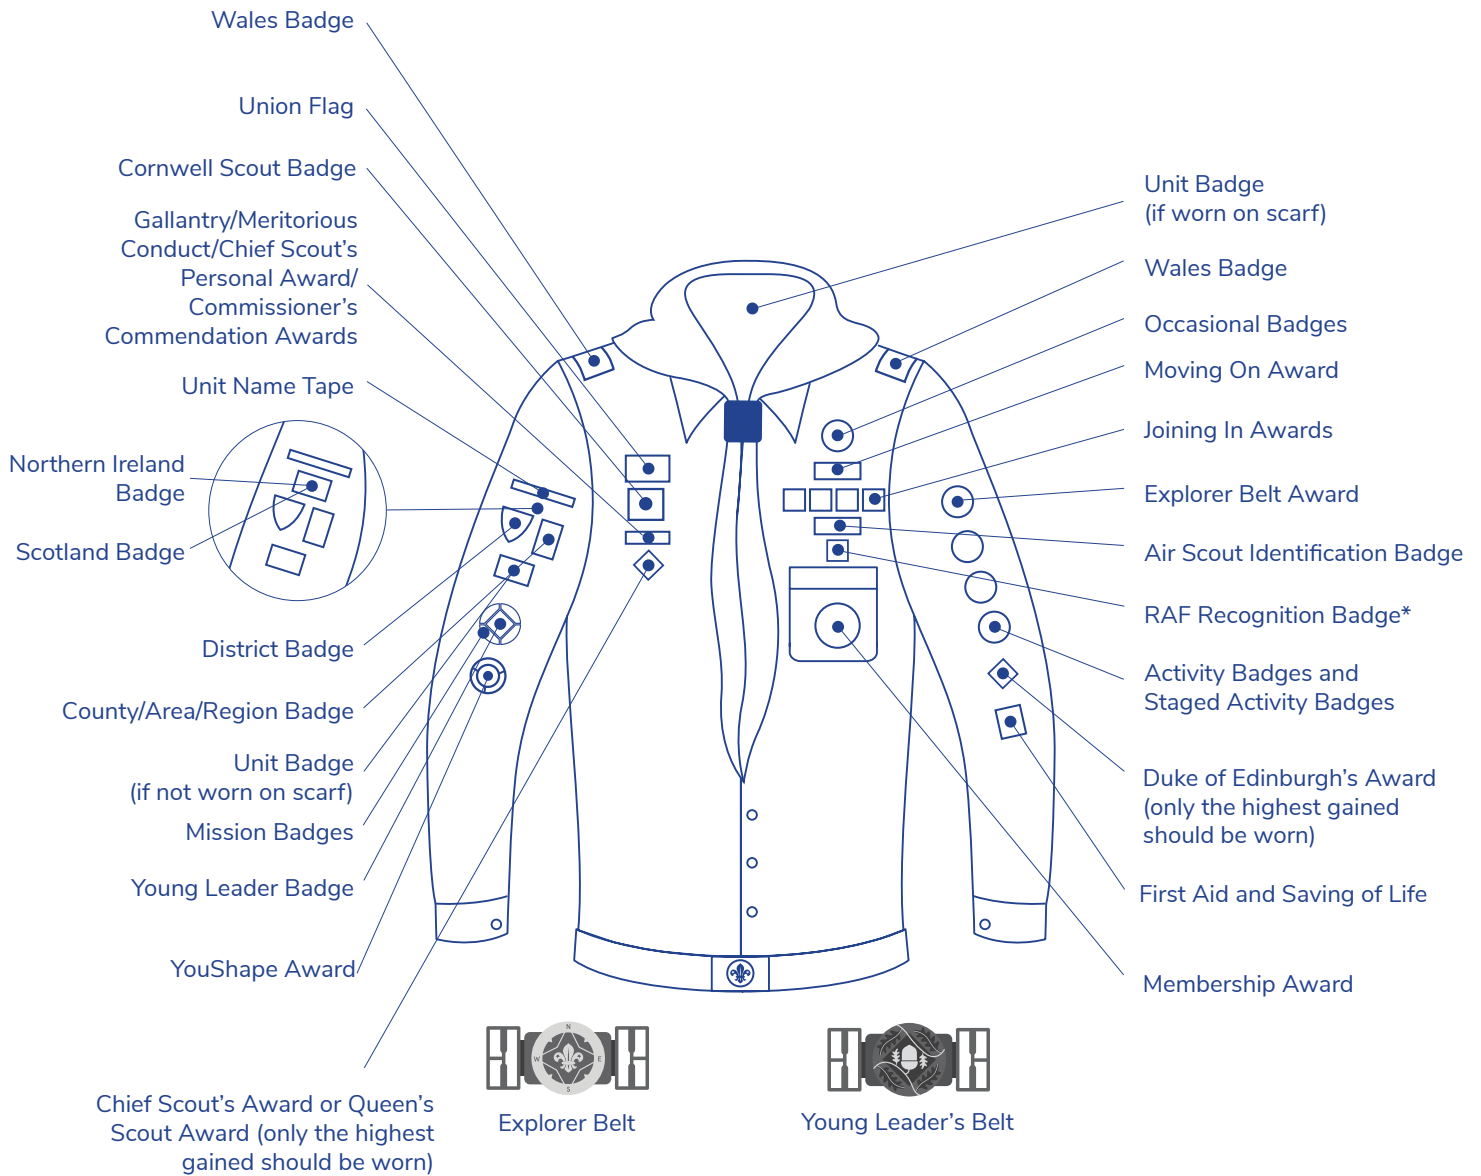 Wales Badge
Union Flag
Cornwell Scout Badge
Gallantry/Meritorious
Conduct/Chief Scout’s
Personal Award/
Commissioner’s
Commendation Awards
Unit Name Tape
Northern Ireland
Badge
Scotland Badge
District Badge
County/Area/Region Badge
Unit Badge
(if not worn on scarf)
Mission Badges
Young Leader Badge
YouShape Award
Chief Scout’s Award or Queen’s
Scout Award (only the highest
gained should be worn)
Unit Badge
(if worn on scarf)
Wales Badge
Occasional Badges
Moving On Award
Joining In Awards
Explorer Belt Award
Air Scout Identification Badge
RAF Recognition Badge*
Activity Badges and
Staged Activity Badges
Duke of Edinburgh’s Award
(only the highest gained
should be worn)
First Aid and Saving of Life
Membership Award
N
W E
S
Explorer Belt
Young Leader’s Belt